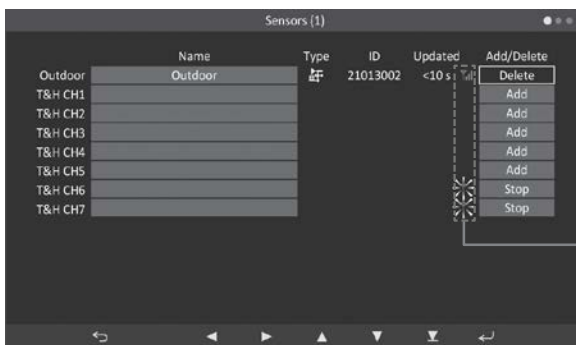 Sensors (1)
Name Type ID Updated Add/Delete
Outdoor Outdoor 21013002 <10 s Delete
T&H CH1 Add
T&H CH2 Add
T&H CH3 Add
T&H CH4 Add
T&H CH5 Add
T&H CH6 Stop
T&H CH7 Stop